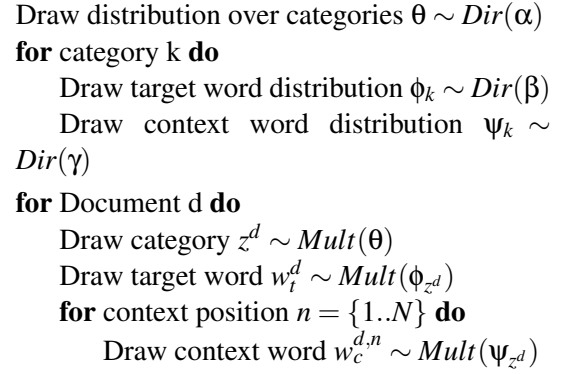 Draw distribution over categories θ ∼ Dir(α)
for category k do
Draw target word distribution ϕ_k ∼ Dir(β)
Draw context word distribution ψ_k ∼
Dir(γ)
for Document d do
Draw category z^d ∼ Mult(θ)
Draw target word w_t^d ∼ Mult(ϕ_{z^d})
for context position n = {1..N} do
Draw context word w_c^{d,n} ∼ Mult(ψ_{z^d})